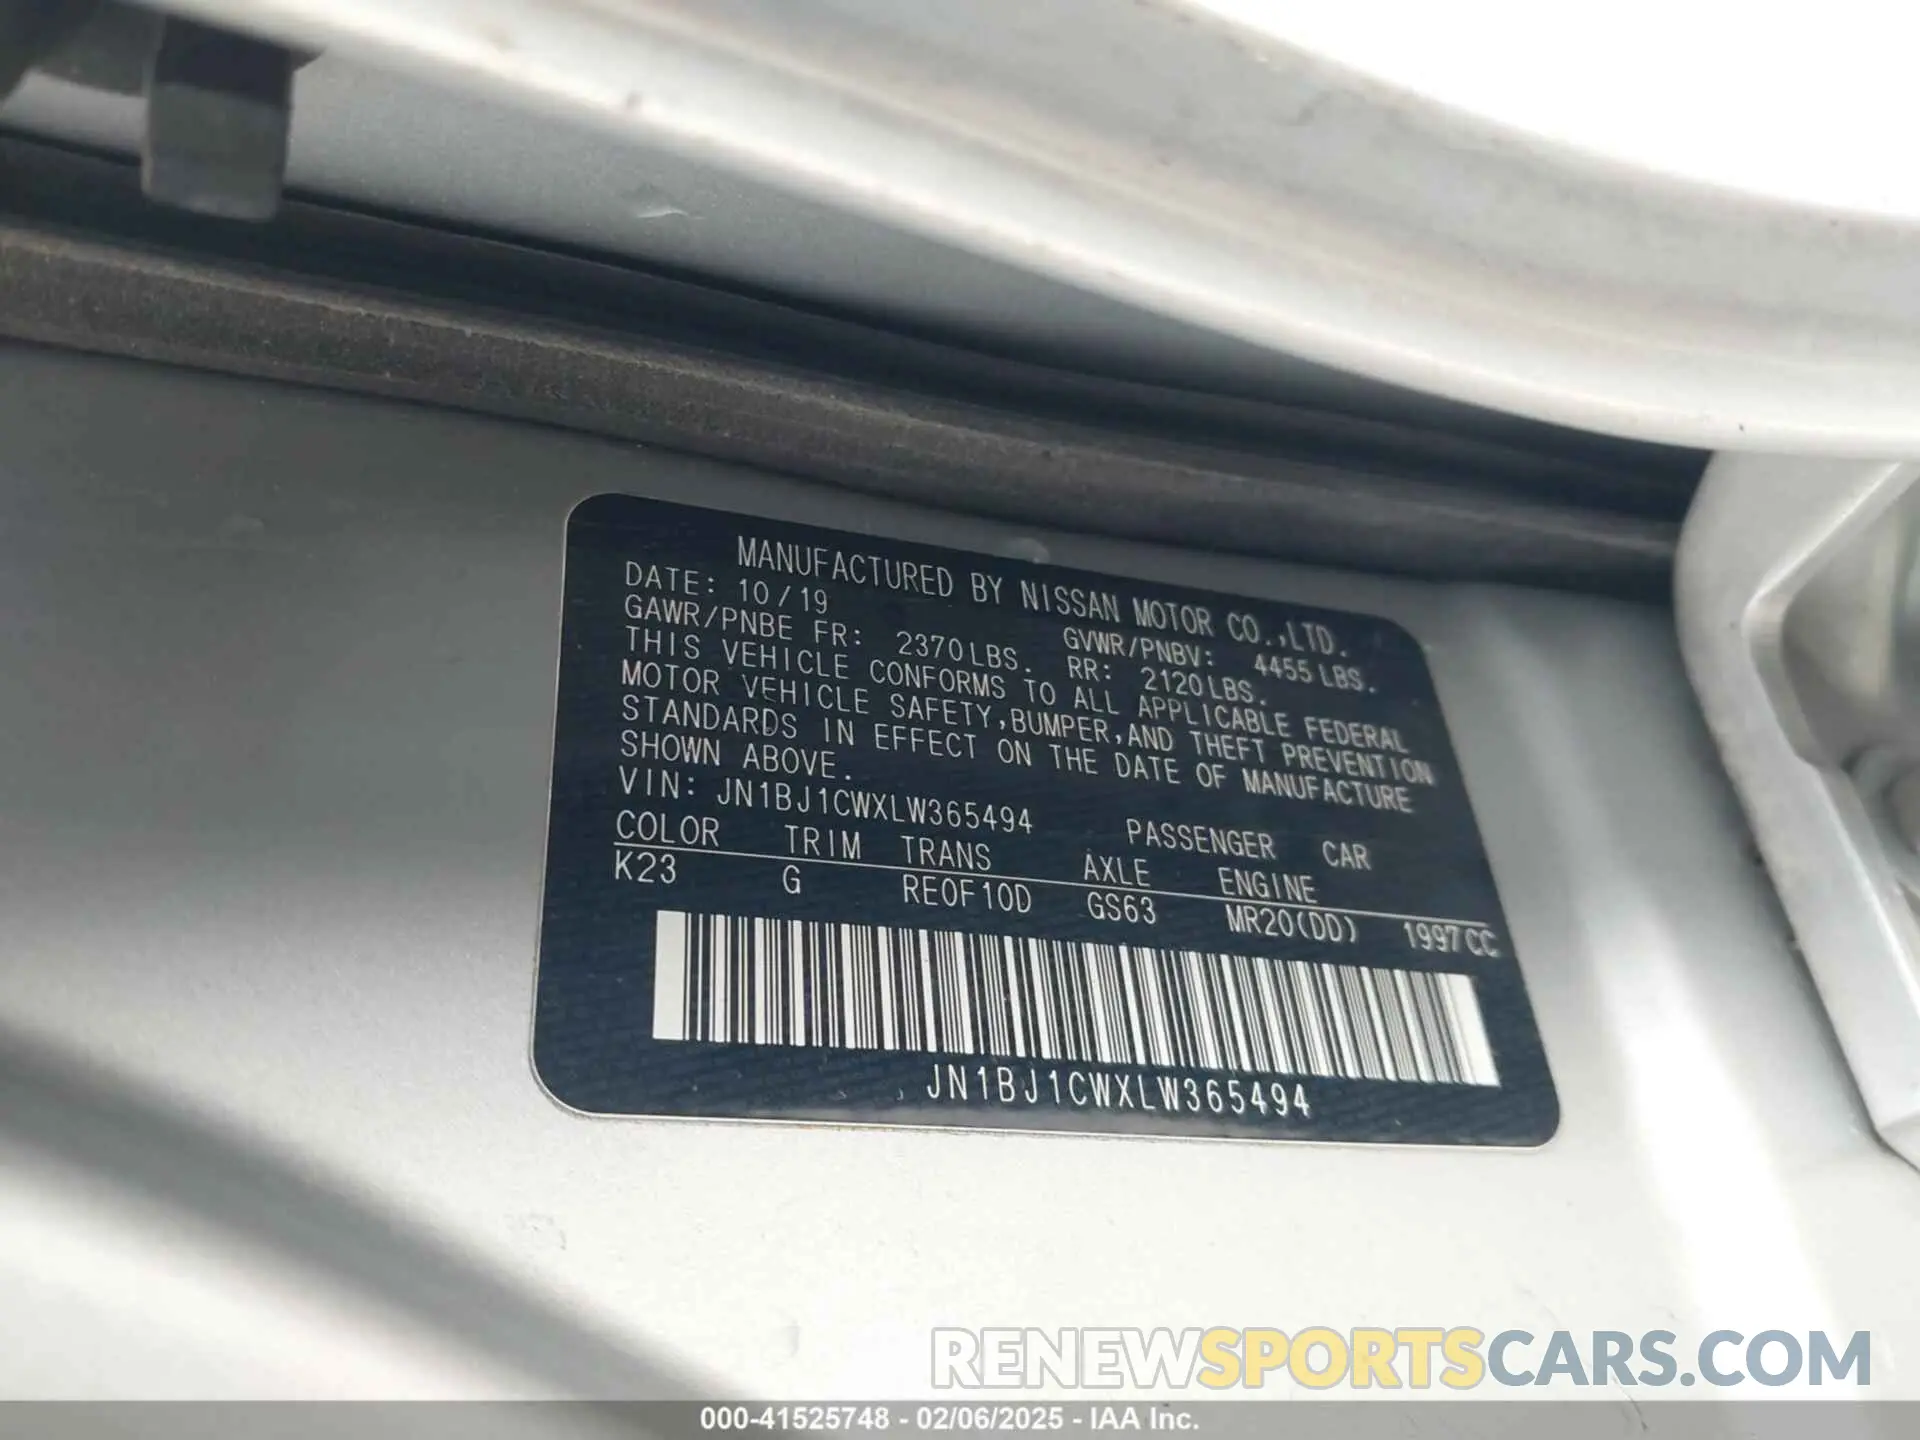 MANUFACTURED BY NISSAN MOTOR CO.,LTD.
DATE: 10/19 GVWR/PNBV: 4455LBS.
GAWR/PNBE FR: 2370LBS. RR: 2120LBS.
THIS VEHICLE CONFORMS TO ALL APPLICABLE FEDERAL
MOTOR VEHICLE SAFETY,BUMPER,AND THEFT PREVENTION
STANDARDS IN EFFECT ON THE DATE OF MANUFACTURE
SHOWN ABOVE.
VIN: JN1BJ1CWXLW365494 PASSENGER CAR
COLOR TRIM TRANS AXLE ENGINE
K23 G RE0F10D GS63 MR20(DD) 1997CC
JN1BJ1CWXLW365494
RENEWSPORTSCARS.COM
000-41525748 - 02/06/2025 - IAA Inc.